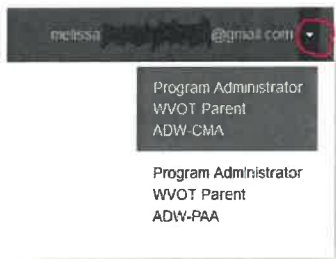 melissa @gmail.com
Program Administrator
WVOT Parent
ADW-CMA
Program Administrator
WVOT Parent
ADW-PAA